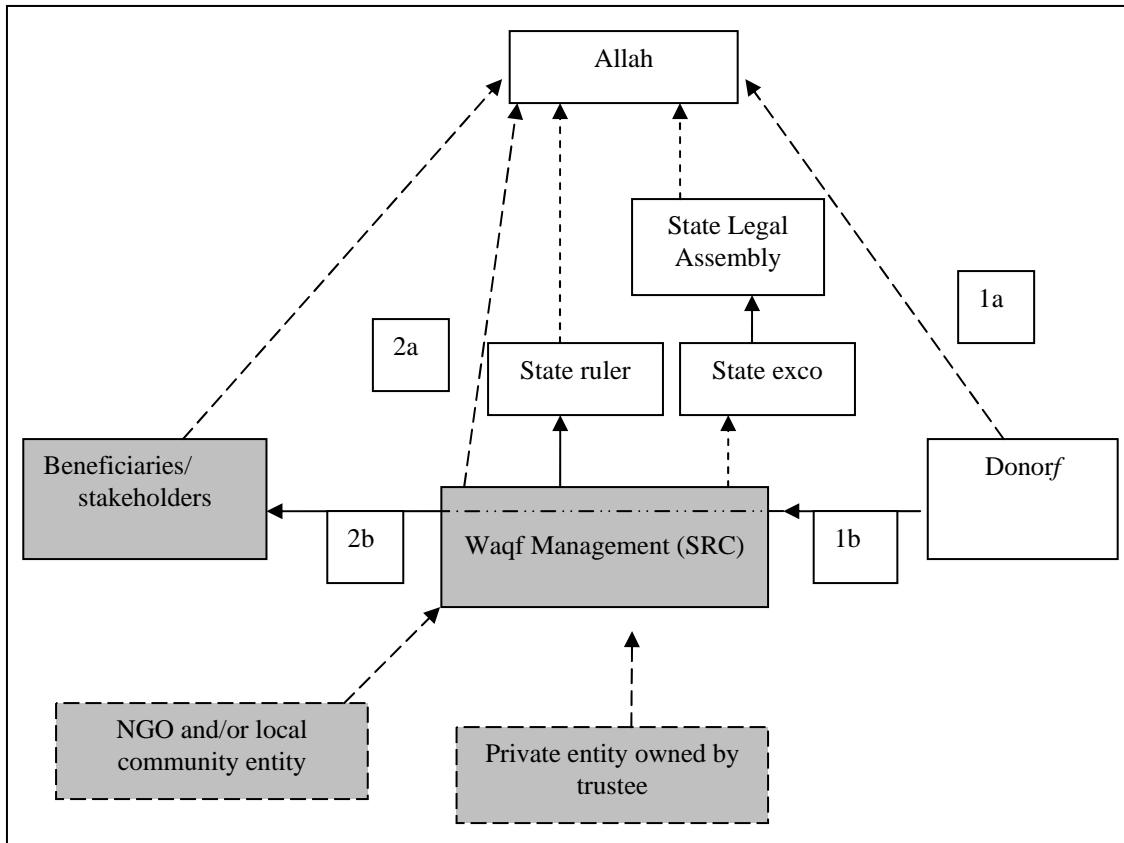 Allah
State Legal
Assembly
1a
2a
State ruler
State exco
Beneficiaries/
stakeholders
Donorf
2b
Waqf Management (SRC)
1b
NGO and/or local
community entity
Private entity owned by
trustee